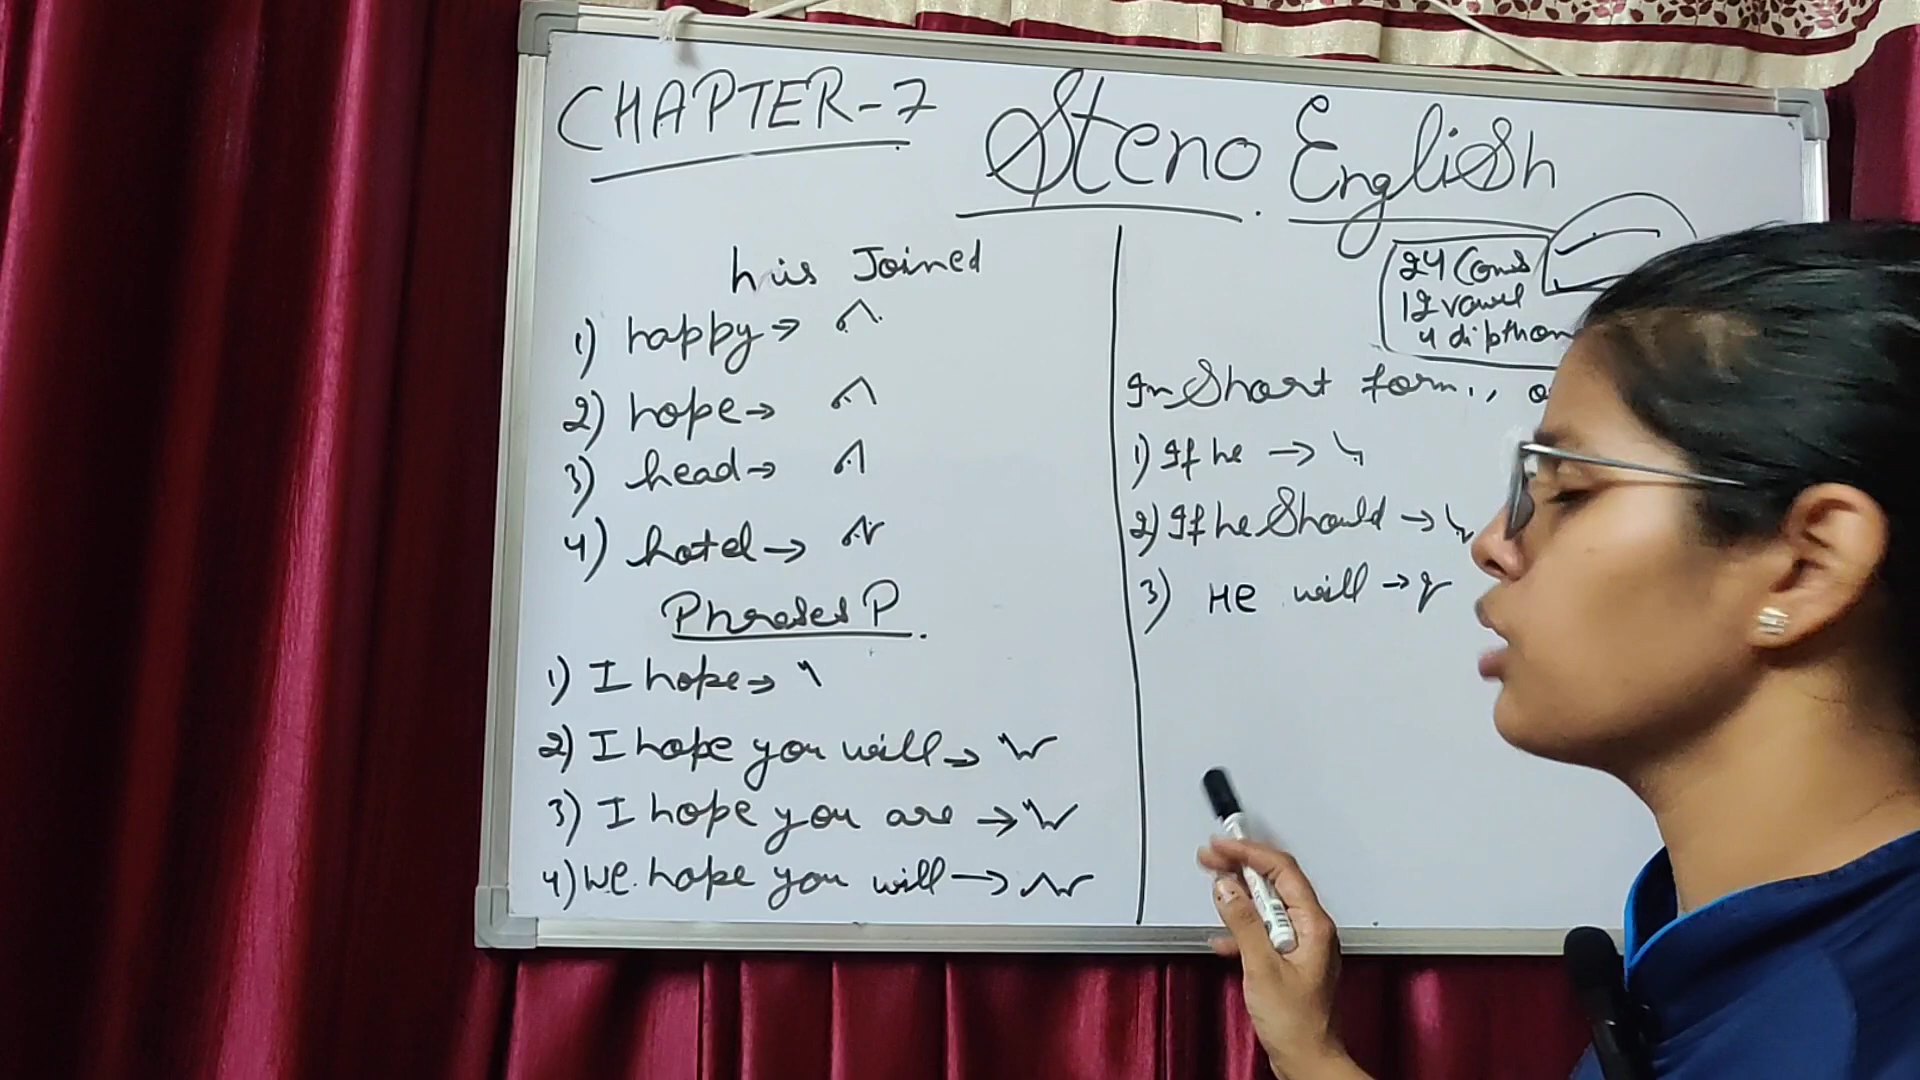 CHAPTER-7
Steno English
h is Joined
1) happy →
2) hope →
3) head →
4) hotel →
Phrases P.
1) I hope →
2) I hope you will →
3) I hope you are →
4) We hope you will →
24 Cons
12 vowel
4 dipthon
In Short form.,
1) If he →
2) If he Should →
3) He will →